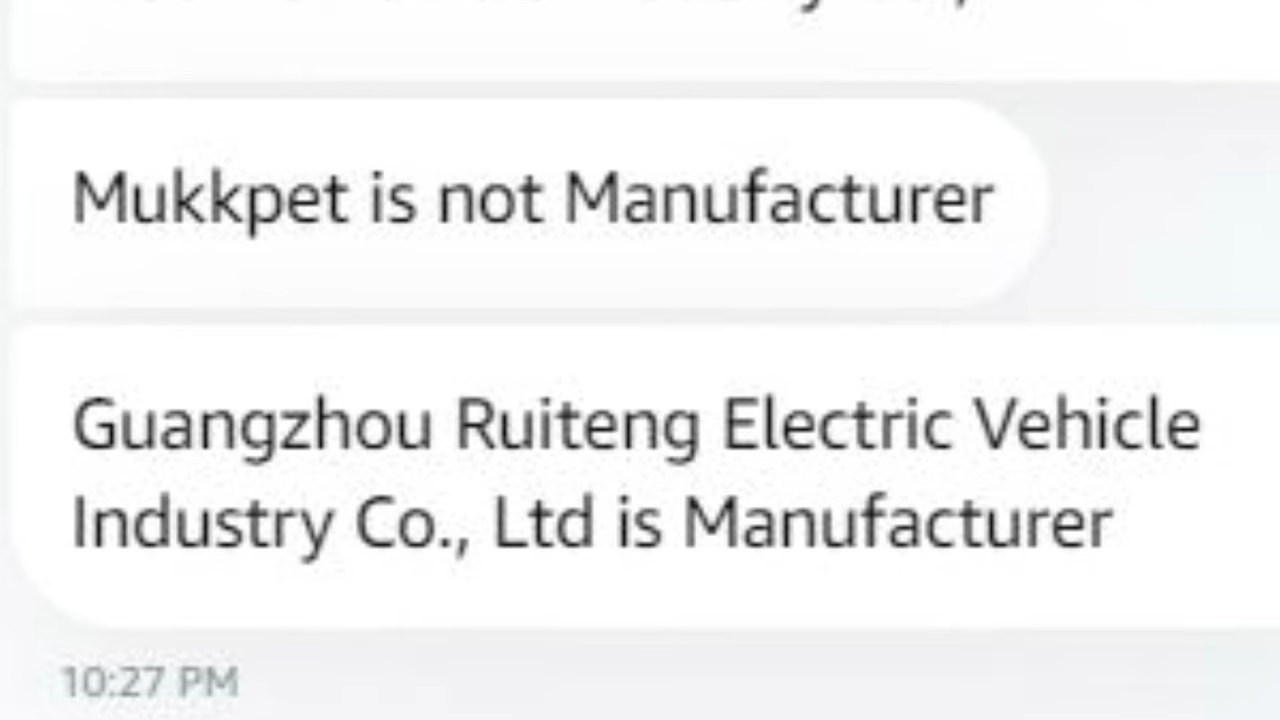 Mukkpet is not Manufacturer
Guangzhou Ruiteng Electric Vehicle
Industry Co., Ltd is Manufacturer
10:27 PM